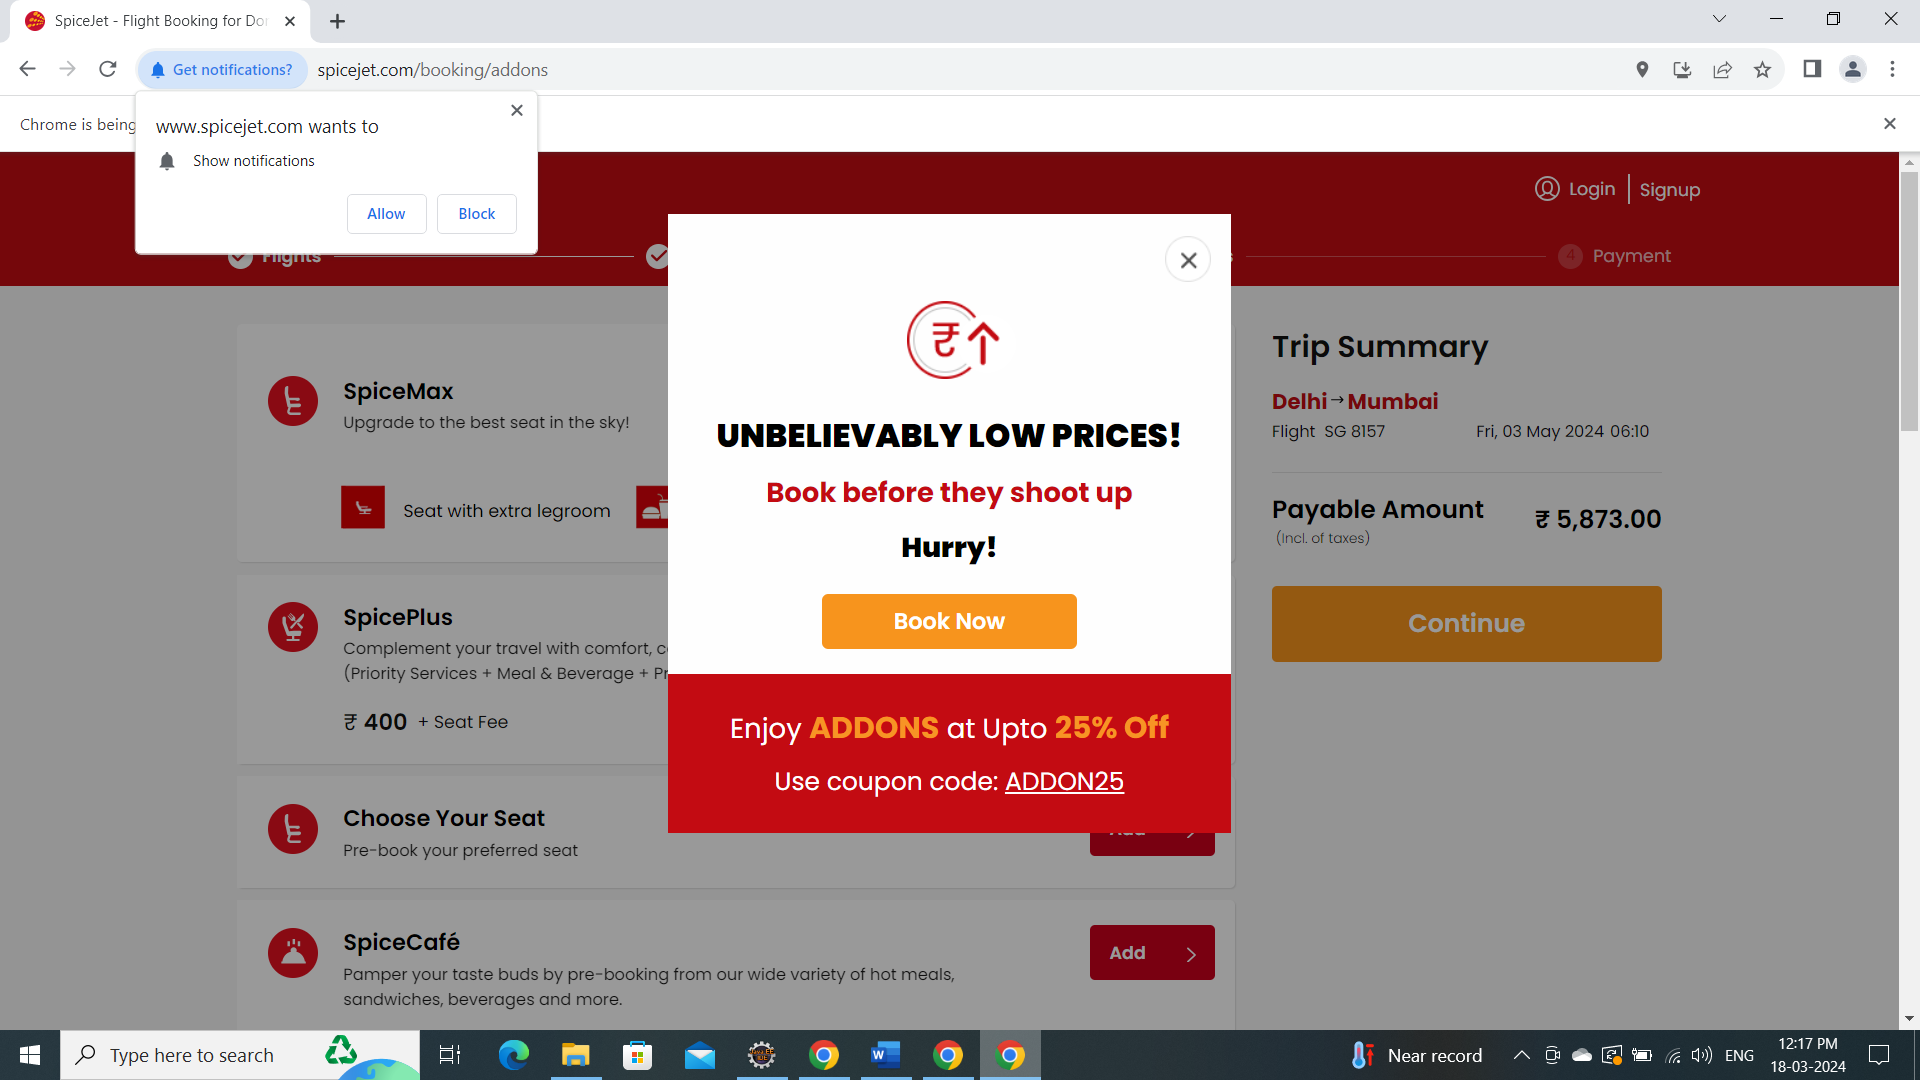 SpiceJet - Flight Booking for Do
Get notifications?
spicejet.com/booking/addons
Chrome is being
www.spicejet.com wants to
Show notifications
Allow
Block
Login
Signup
Flights
4
Payment
SpiceMax
Upgrade to the best seat in the sky!
Seat with extra legroom
SpicePlus
Complement your travel with comfort, c
(Priority Services + Meal & Beverage + Pr
₹ 400 + Seat Fee
Choose Your Seat
Pre-book your preferred seat
Add
SpiceCafé
Pamper your taste buds by pre-booking from our wide variety of hot meals,
sandwiches, beverages and more.
Add
₹
UNBELIEVABLY LOW PRICES!
Book before they shoot up
Hurry!
Book Now
Enjoy ADDONS at Upto 25% Off
Use coupon code: ADDON25
Trip Summary
Delhi→Mumbai
Flight SG 8157 Fri, 03 May 2024 06:10
Payable Amount ₹ 5,873.00
(Incl. of taxes)
Continue
Type here to search
Near record
ENG
12:17 PM
18-03-2024